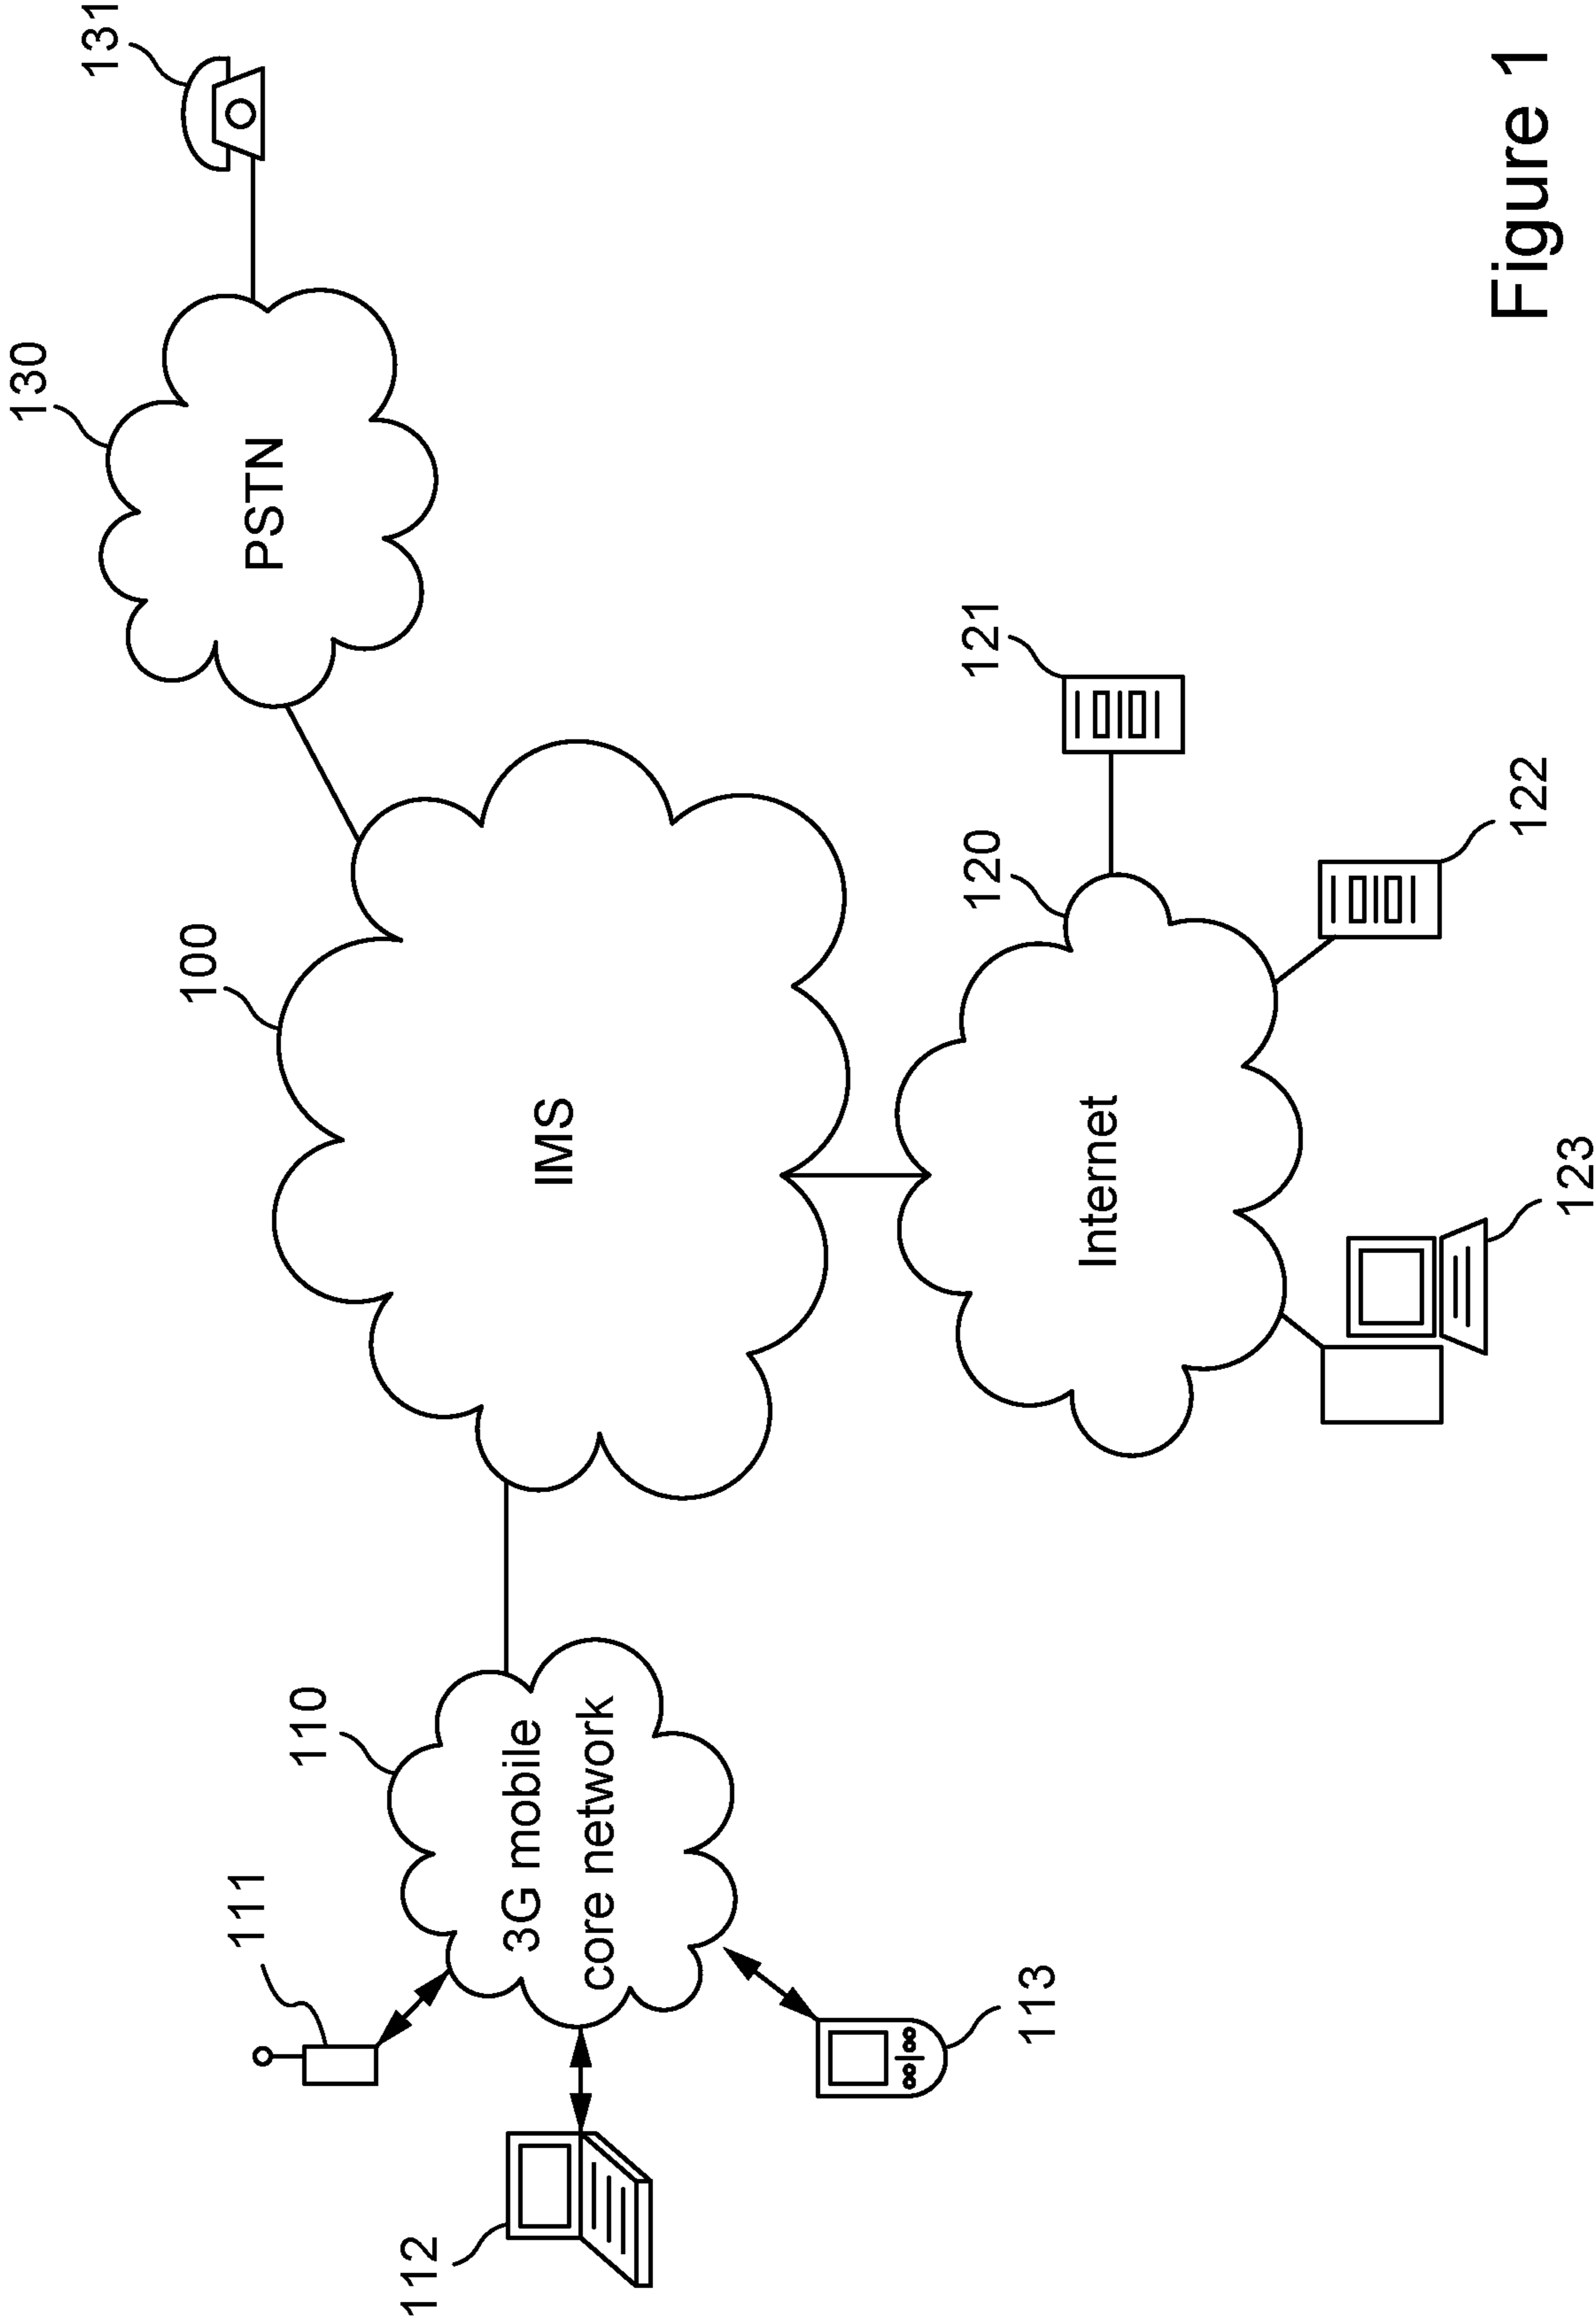 111
110
100
130
131
PSTN
IMS
3G mobile
core network
112
113
120
121
Internet
122
123
Figure 1